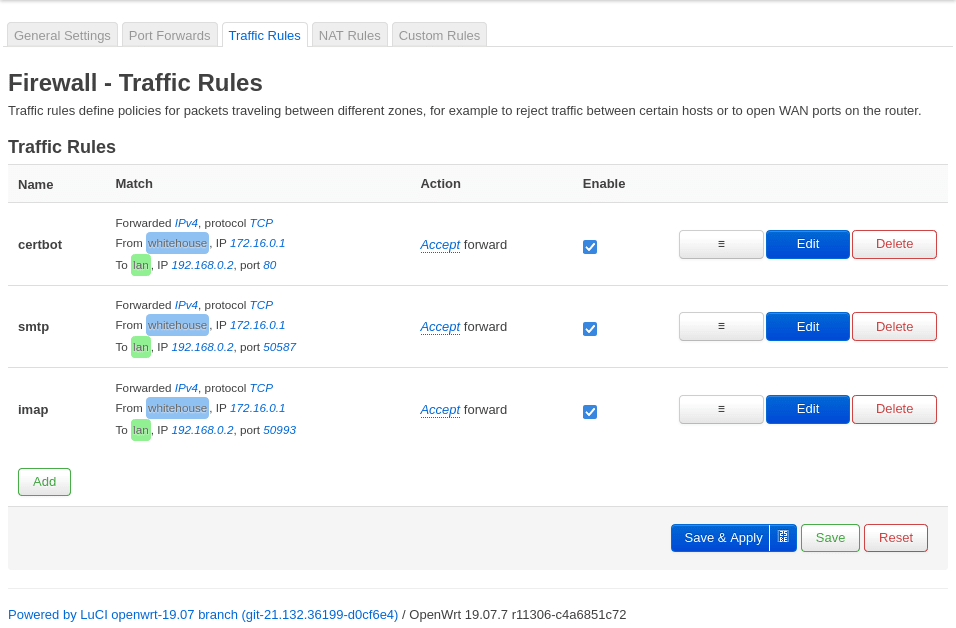 General Settings Port Forwards Traffic Rules NAT Rules Custom Rules
Firewall - Traffic Rules
Traffic rules define policies for packets traveling between different zones, for example to reject traffic between certain hosts or to open WAN ports on the router.
Traffic Rules
Name Match Action Enable
Forwarded IPv4, protocol TCP
certbot From whitehouse, IP 172.16.0.1 Accept forward ≡ Edit Delete
To lan, IP 192.168.0.2, port 80
Forwarded IPv4, protocol TCP
smtp From whitehouse, IP 172.16.0.1 Accept forward ≡ Edit Delete
To lan, IP 192.168.0.2, port 50587
Forwarded IPv4, protocol TCP
imap From whitehouse, IP 172.16.0.1 Accept forward ≡ Edit Delete
To lan, IP 192.168.0.2, port 50993
Add
Save & Apply Save Reset
Powered by LuCI openwrt-19.07 branch (git-21.132.36199-d0cf6e4) / OpenWrt 19.07.7 r11306-c4a6851c72